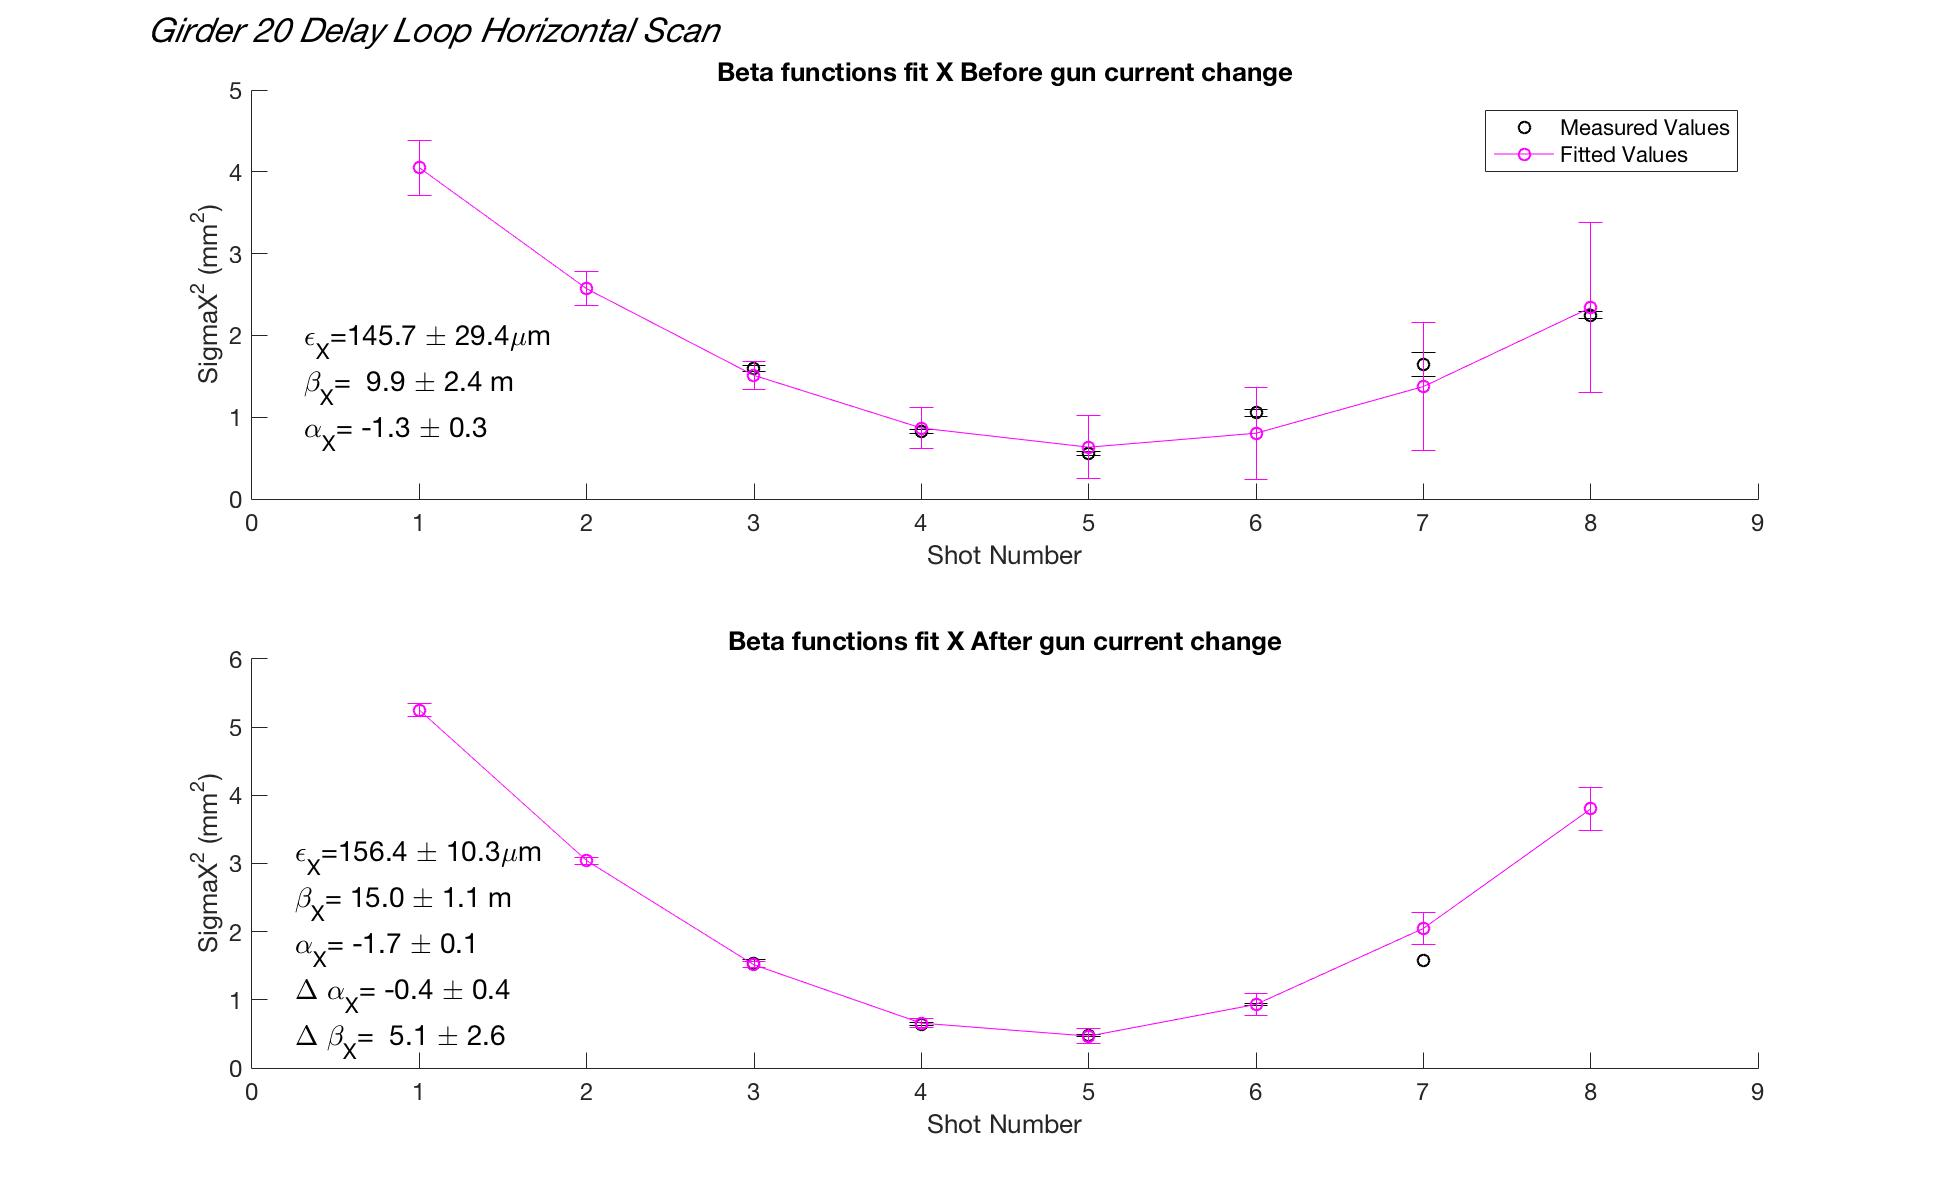 Girder 20 Delay Loop Horizontal Scan
Beta functions fit X Before gun current change
5
4
3
2
1
0
SigmaX² (mm²)
Measured Values
Fitted Values
ϵX=145.7 ± 29.4μm
βX= 9.9 ± 2.4 m
αX= -1.3 ± 0.3
0 1 2 3 4 5 6 7 8 9
Shot Number
Beta functions fit X After gun current change
6
5
4
3
2
1
0
SigmaX² (mm²)
ϵX=156.4 ± 10.3μm
βX= 15.0 ± 1.1 m
αX= -1.7 ± 0.1
Δ αX= -0.4 ± 0.4
Δ βX= 5.1 ± 2.6
0 1 2 3 4 5 6 7 8 9
Shot Number